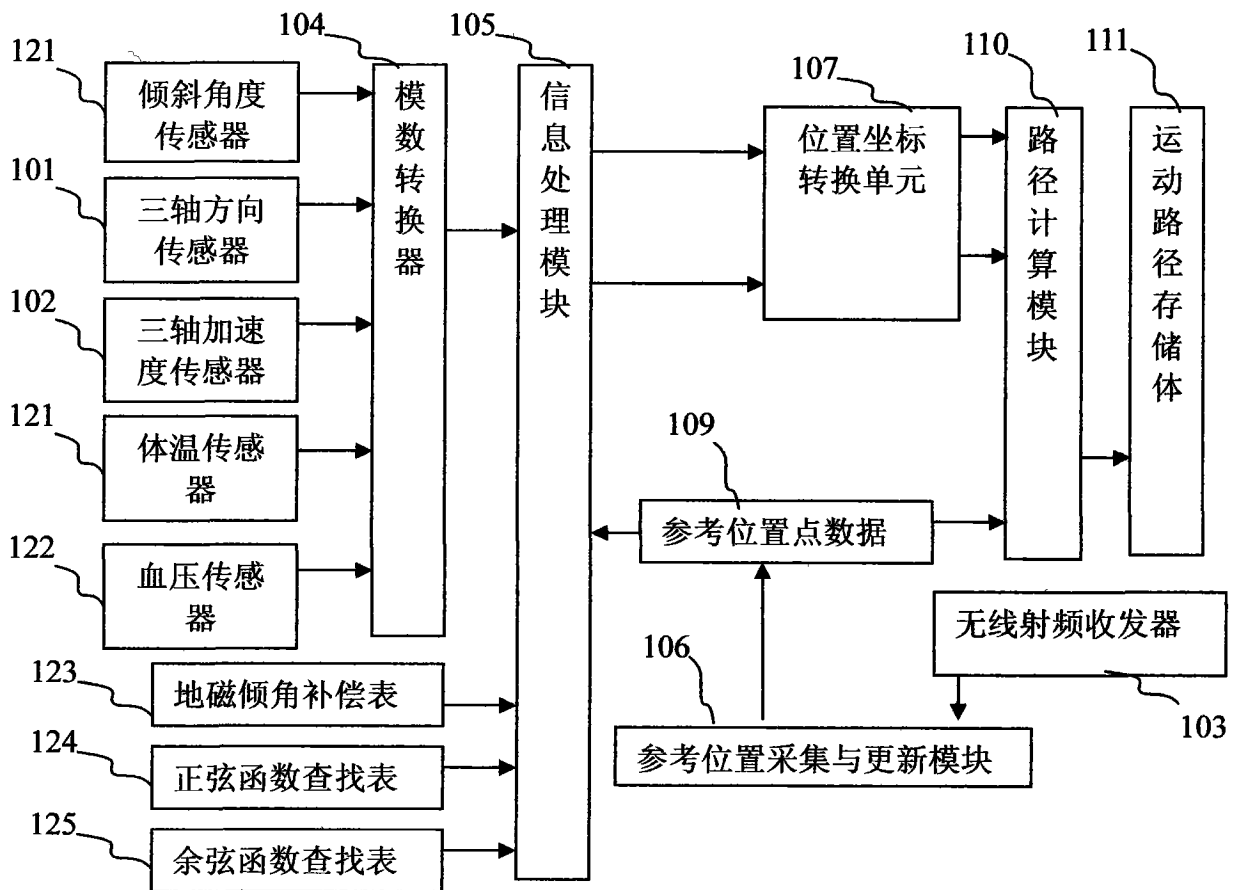 121
倾斜角度
传感器
101
三轴方向
传感器
102
三轴加速
度传感器
121
体温传感
器
122
血压传感
器
104
模数转换器
105
信息处理模块
123
地磁倾角补偿表
124
正弦函数查找表
125
余弦函数查找表
107
位置坐标
转换单元
110
路径计算模块
111
运动路径存储体
109
参考位置点数据
无线射频收发器
103
106
参考位置采集与更新模块